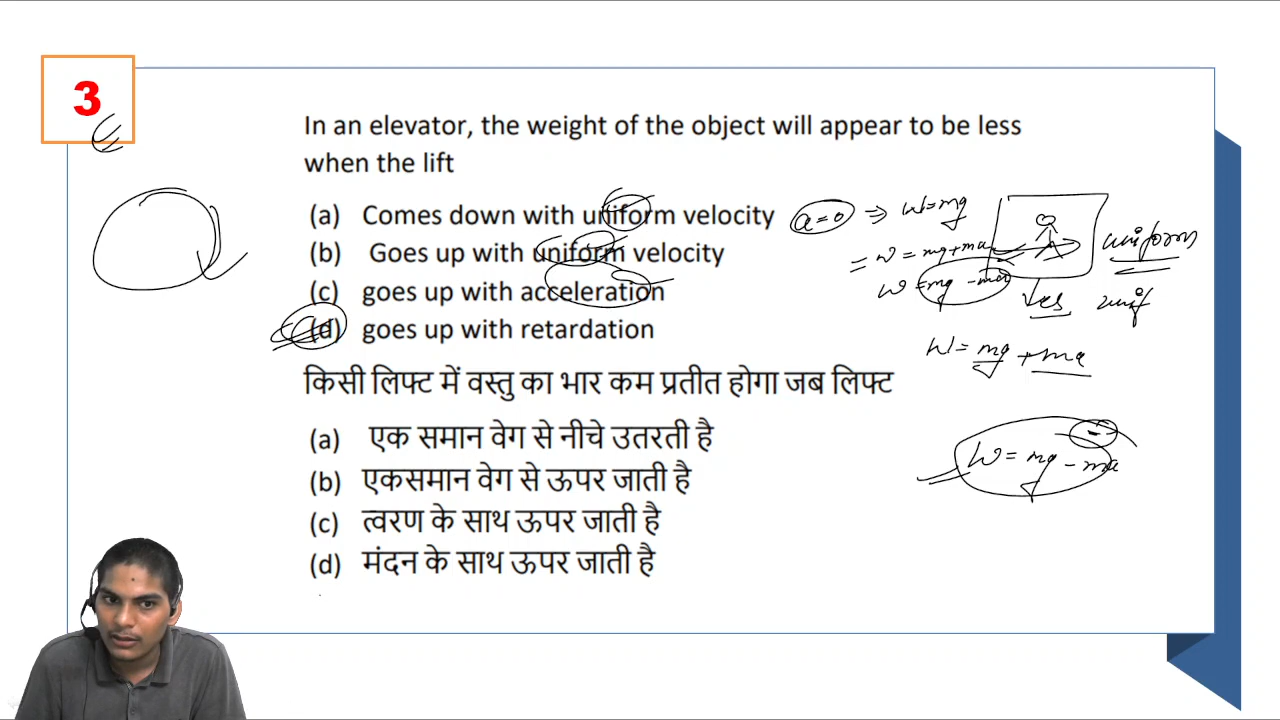 3
In an elevator, the weight of the object will appear to be less
when the lift
(a) Comes down with uniform velocity
(b) Goes up with uniform velocity
(c) goes up with acceleration
(d) goes up with retardation
किसी लिफ्ट में वस्तु का भार कम प्रतीत होगा जब लिफ्ट
(a) एक समान वेग से नीचे उतरती है
(b) एकसमान वेग से ऊपर जाती है
(c) त्वरण के साथ ऊपर जाती है
(d) मंदन के साथ ऊपर जाती है
a=0 ⇒ W=mg
= W = mg+ma
W = mg - ma
uniform
unif
W = mg + ma
W = mg - ma